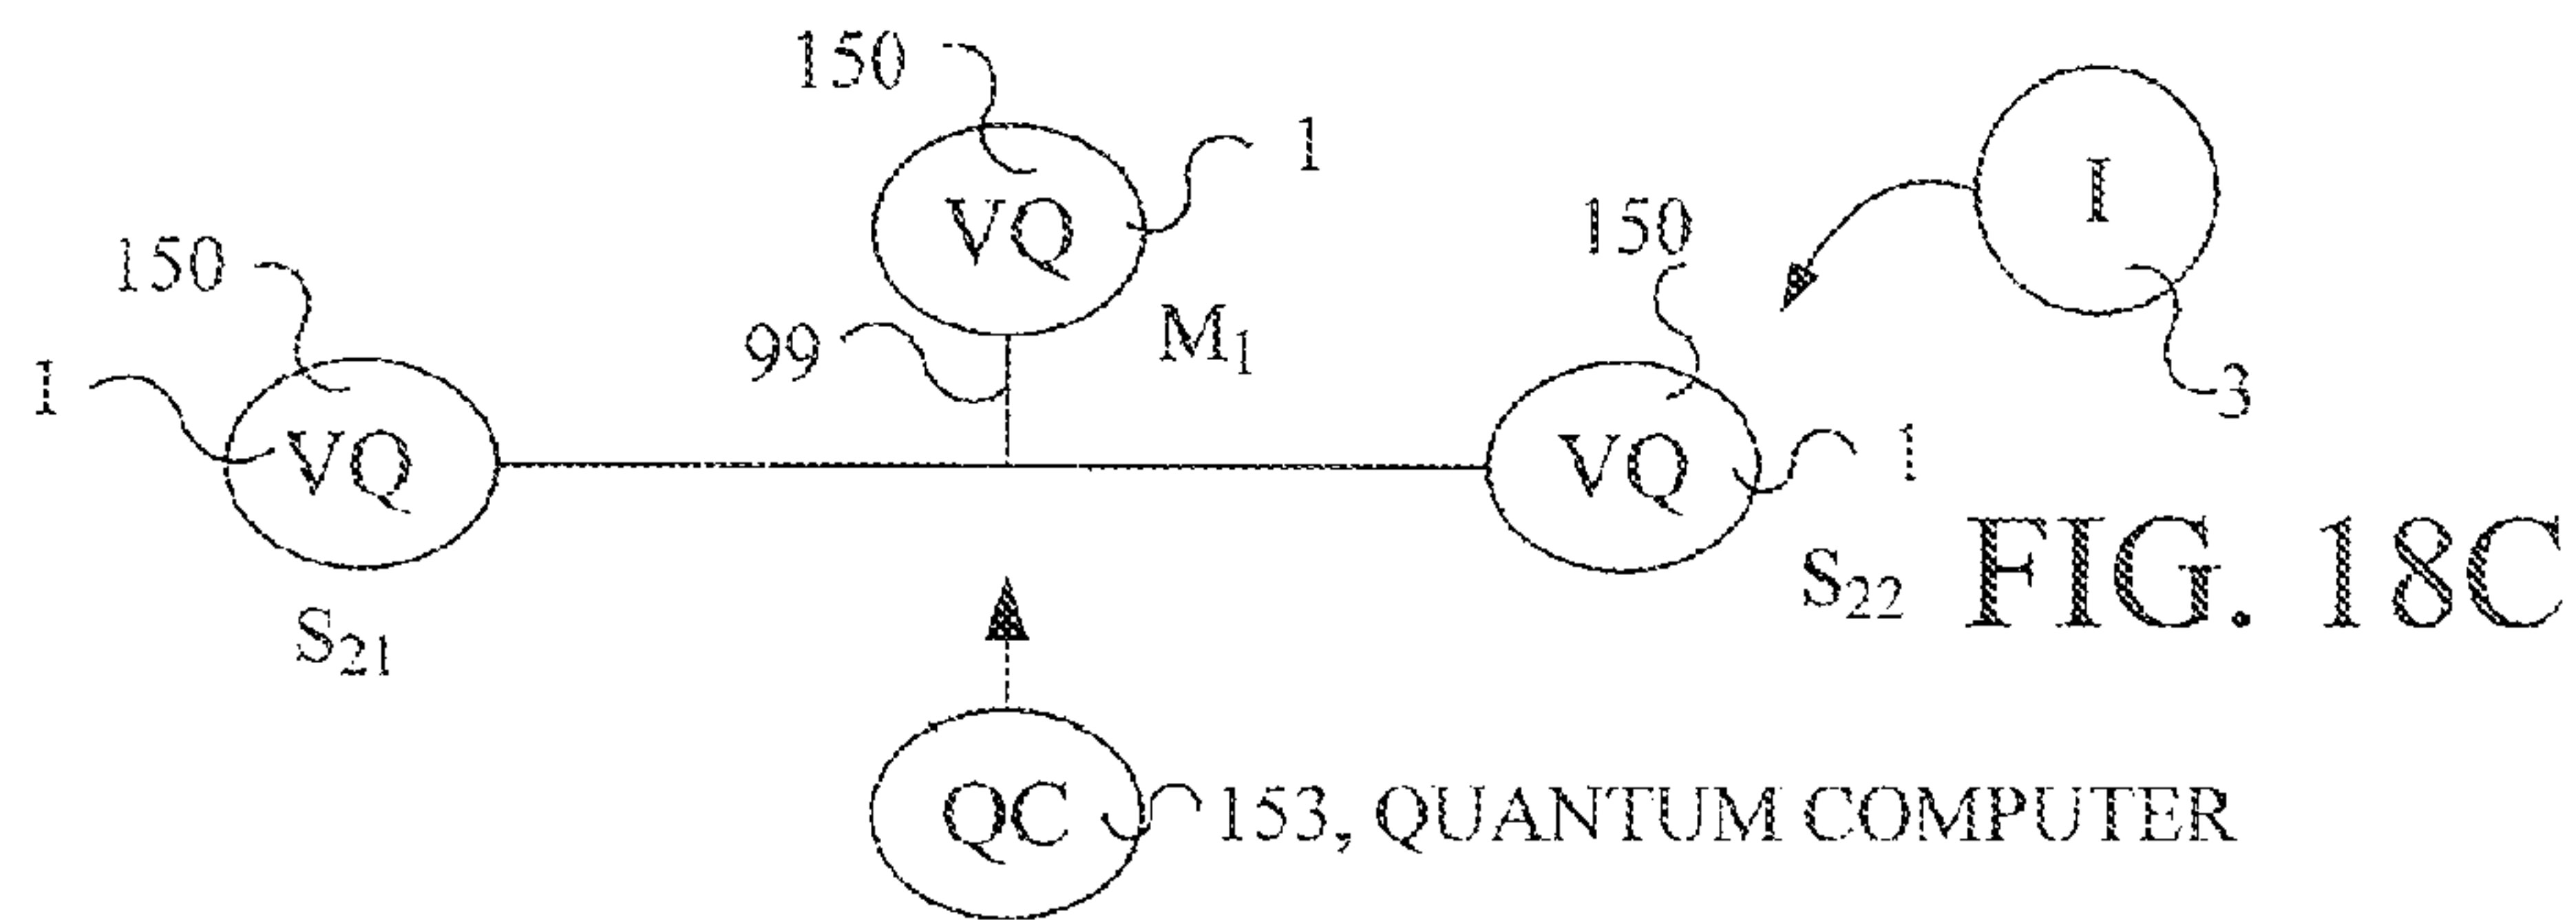 150
1
I
VQ
150
150
99
M1
1
VQ
3
VQ
1
S21
S22
FIG. 18C
QC
153, QUANTUM COMPUTER